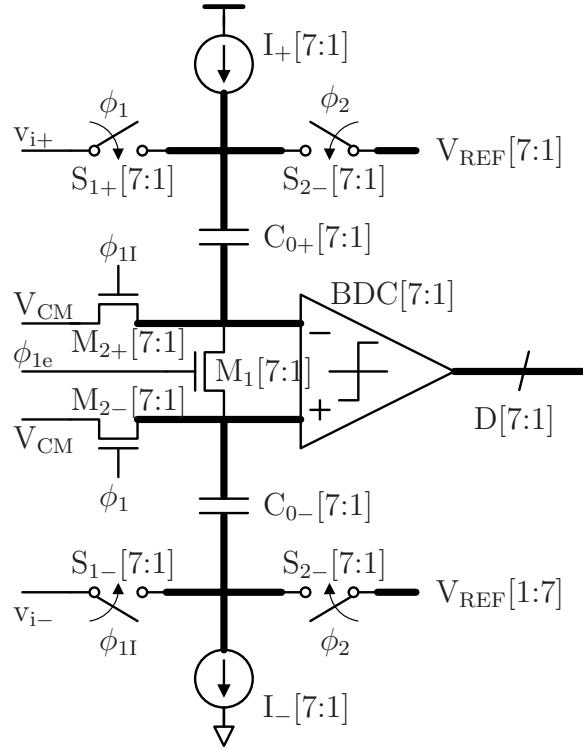 I₊[7:1]
ϕ₁ ϕ₂
vᵢ₊ V_REF[7:1]
S₁₊[7:1] S₂₋[7:1]
C₀₊[7:1]
ϕ₁I
V_CM BDC[7:1]
M₂₊[7:1] −
ϕ₁e M₁[7:1]
M₂₋[7:1] +
V_CM D[7:1]
ϕ₁
C₀₋[7:1]
S₁₋[7:1] S₂₋[7:1]
V_REF[1:7]
vᵢ₋ ϕ₁I ϕ₂
I₋[7:1]